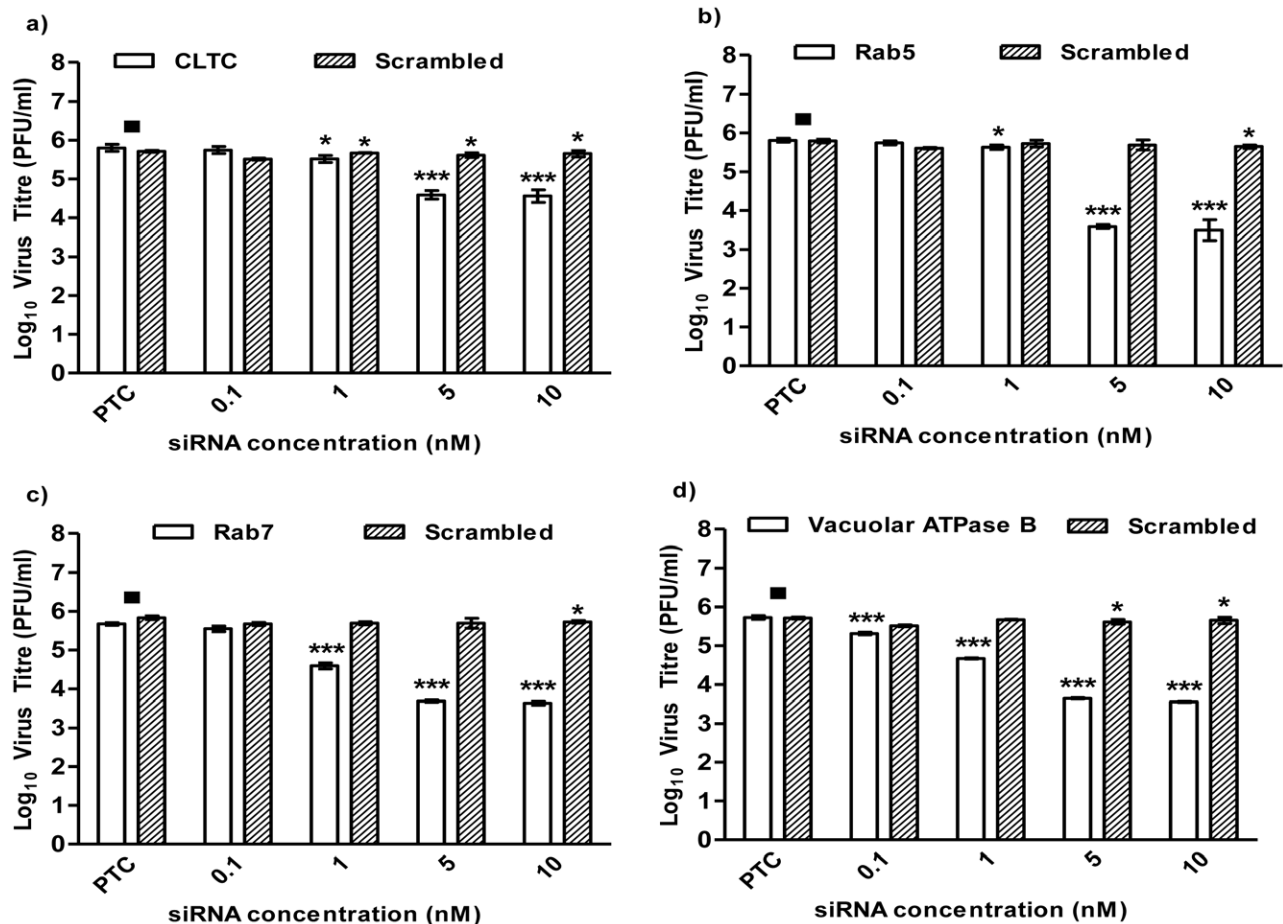 a)
CLTC Scrambled
Log₁₀ Virus Titre (PFU/ml)
8
7
6
5
4
3
2
1
0
* * * *
*** ***
PTC 0.1 1 5 10
siRNA concentration (nM)
b)
Rab5 Scrambled
Log₁₀ Virus Titre (PFU/ml)
8
7
6
5
4
3
2
1
0
* *
*** ***
PTC 0.1 1 5 10
siRNA concentration (nM)
c)
Rab7 Scrambled
Log₁₀ Virus Titre (PFU/ml)
8
7
6
5
4
3
2
1
0
*
*** *** ***
PTC 0.1 1 5 10
siRNA concentration (nM)
d)
Vacuolar ATPase B Scrambled
Log₁₀ Virus Titre (PFU/ml)
8
7
6
5
4
3
2
1
0
* *
*** *** *** ***
PTC 0.1 1 5 10
siRNA concentration (nM)